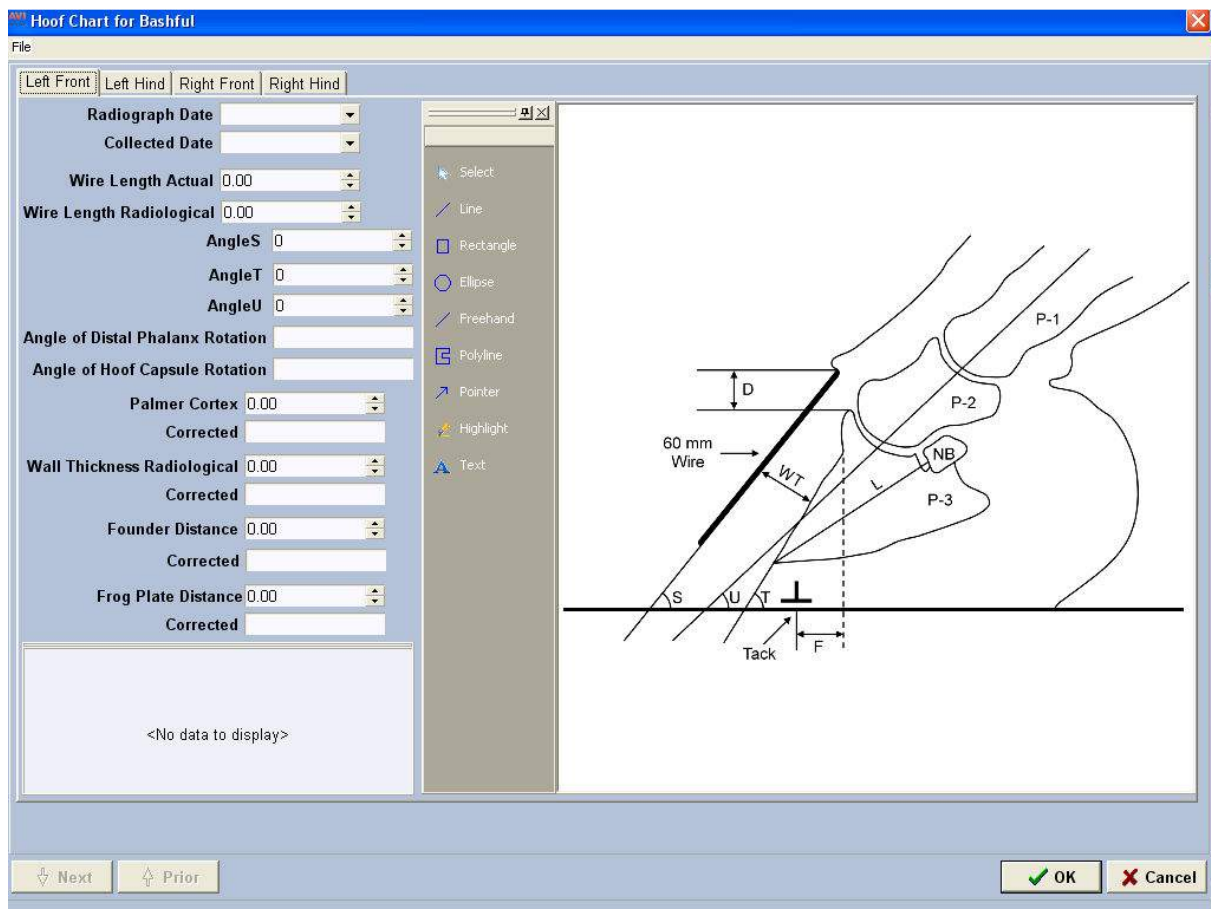 AVI Hoof Chart for Bashful
File
Left Front Left Hind Right Front Right Hind
Radiograph Date
Collected Date
Wire Length Actual 0.00
Wire Length Radiological 0.00
AngleS 0
AngleT 0
AngleU 0
Angle of Distal Phalanx Rotation
Angle of Hoof Capsule Rotation
Palmer Cortex 0.00
Corrected
Wall Thickness Radiological 0.00
Corrected
Founder Distance 0.00
Corrected
Frog Plate Distance 0.00
Corrected
<No data to display>
Select
Line
Rectangle
Ellipse
Freehand
Polyline
Pointer
Highlight
A Text
P-1
D
P-2
60 mm
Wire
NB
WT
L
P-3
S U T
Tack F
Next Prior OK Cancel